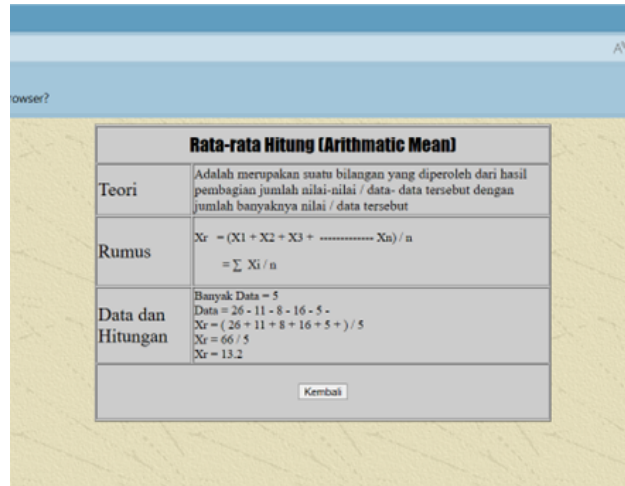 A
owser?
Rata-rata Hitung (Arithmatic Mean)
Teori
Adalah merupakan suatu bilangan yang diperoleh dari hasil
pembagian jumlah nilai-nilai / data- data tersebut dengan
jumlah banyaknya nilai / data tersebut
Rumus
Xr = (X1 + X2 + X3 + ------------- Xn) / n
= ∑ Xi / n
Data dan
Hitungan
Banyak Data = 5
Data = 26 - 11 - 8 - 16 - 5 -
Xr = ( 26 + 11 + 8 + 16 + 5 + ) / 5
Xr = 66 / 5
Xr = 13.2
Kembali